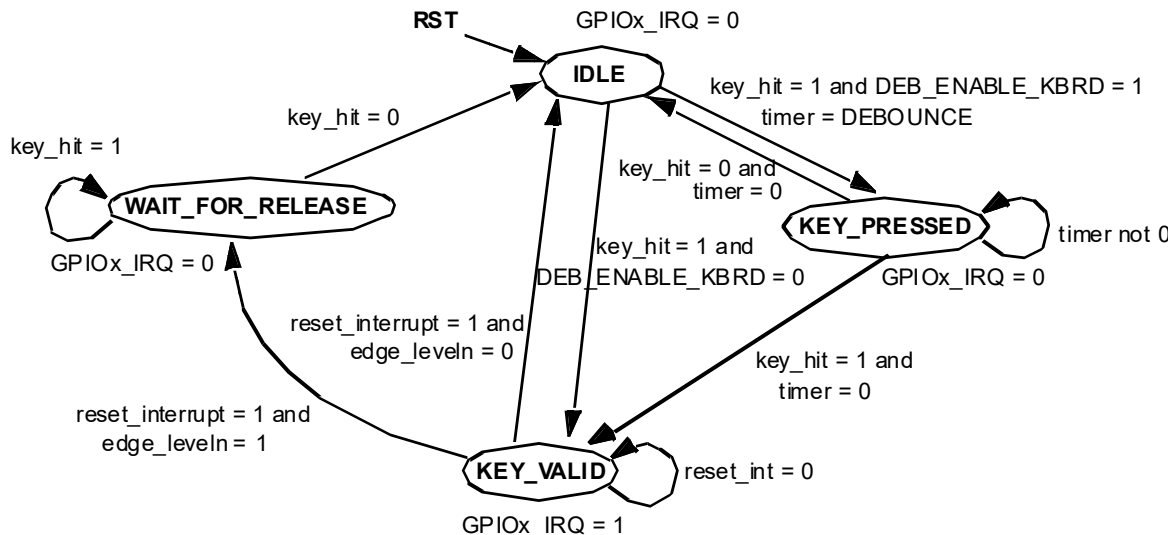 RST
GPIOx_IRQ = 0
IDLE
key_hit = 1 and DEB_ENABLE_KBRD = 1
timer = DEBOUNCE
key_hit = 0
key_hit = 1
key_hit = 0 and
timer = 0
WAIT_FOR_RELEASE
KEY_PRESSED
timer not 0
GPIOx_IRQ = 0
key_hit = 1 and
DEB_ENABLE_KBRD = 0
GPIOx_IRQ = 0
reset_interrupt = 1 and
edge_leveln = 0
key_hit = 1 and
timer = 0
reset_interrupt = 1 and
edge_leveln = 1
KEY_VALID
reset_int = 0
GPIOx_IRQ = 1